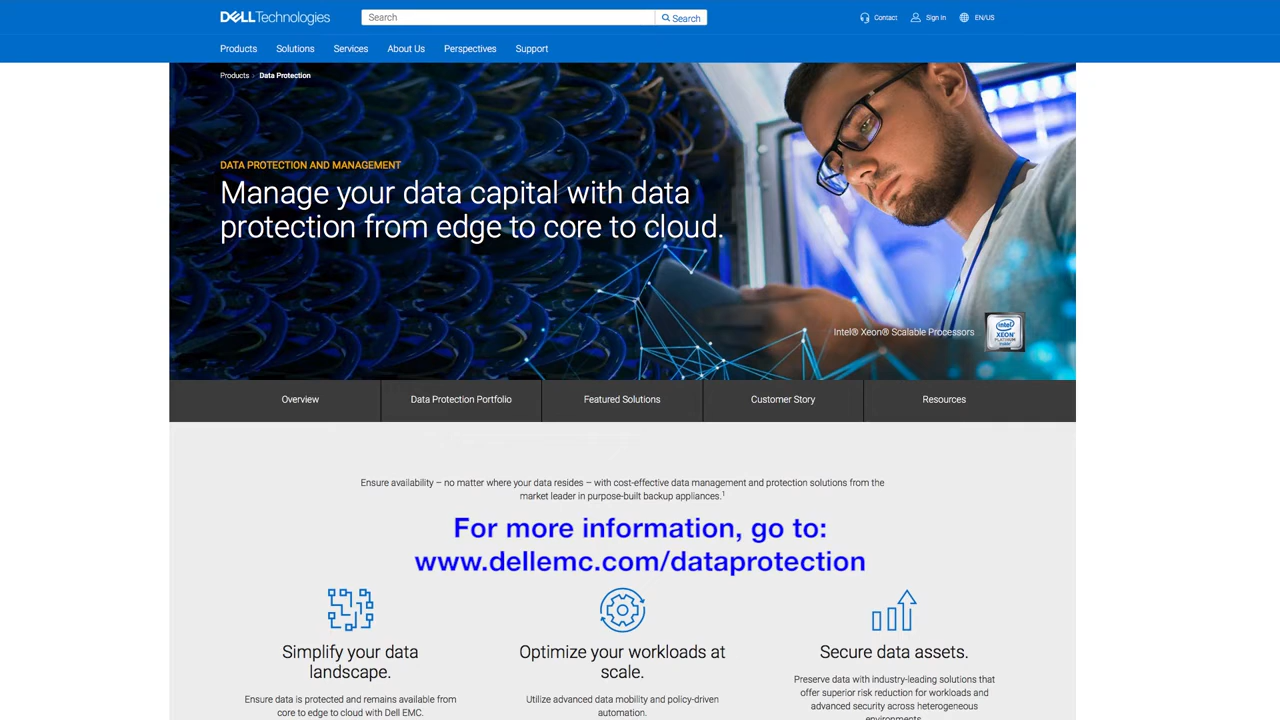 DELLTechnologies
Search
Search
Contact
Sign In
EN/US
Products
Solutions
Services
About Us
Perspectives
Support
Products > Data Protection
DATA PROTECTION AND MANAGEMENT
Manage your data capital with data
protection from edge to core to cloud.
Intel® Xeon® Scalable Processors
intel
XEON
PLATINUM
inside™
Overview
Data Protection Portfolio
Featured Solutions
Customer Story
Resources
Ensure availability – no matter where your data resides – with cost-effective data management and protection solutions from the
market leader in purpose-built backup appliances.1
For more information, go to:
www.dellemc.com/dataprotection
Simplify your data
landscape.
Ensure data is protected and remains available from
core to edge to cloud with Dell EMC.
Optimize your workloads at
scale.
Utilize advanced data mobility and policy-driven
automation.
Secure data assets.
Preserve data with industry-leading solutions that
offer superior risk reduction for workloads and
advanced security across heterogeneous
environments.